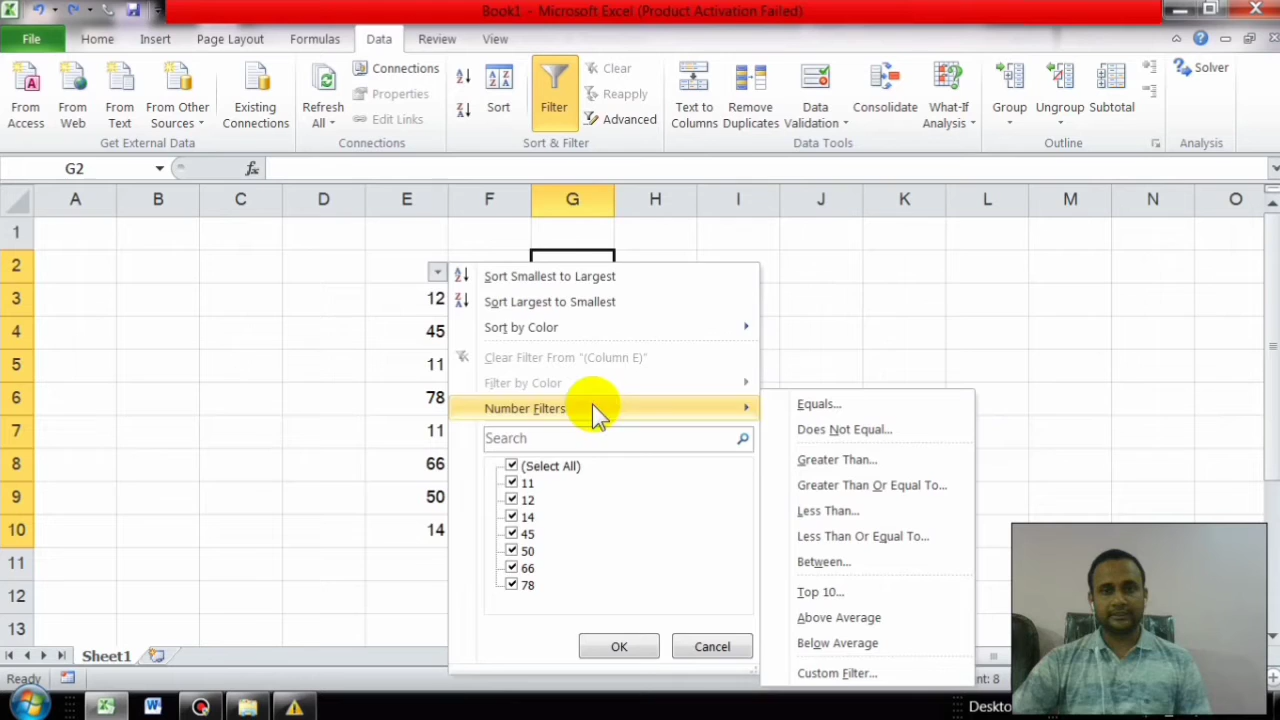 Book1 - Microsoft Excel (Product Activation Failed)
File Home Insert Page Layout Formulas Data Review View
From Access
From Web
From Text
From Other Sources
Existing Connections
Get External Data
Refresh All
Connections
Properties
Edit Links
Connections
Sort
Filter
Clear
Reapply
Advanced
Sort & Filter
Text to Columns
Remove Duplicates
Data Validation
Consolidate
What-If Analysis
Data Tools
Group
Ungroup
Subtotal
Outline
Solver
Analysis
G2 fx
A B C D E F G H I J K L M N O
1
2
3 12
4 45
5 11
6 78
7 11
8 66
9 50
10 14
11
12
13
Sort Smallest to Largest
Sort Largest to Smallest
Sort by Color
Clear Filter From "(Column E)"
Filter by Color
Number Filters
Search
(Select All)
11
12
14
45
50
66
78
OK Cancel
Equals...
Does Not Equal...
Greater Than...
Greater Than Or Equal To...
Less Than...
Less Than Or Equal To...
Between...
Top 10...
Above Average
Below Average
Custom Filter...
Sheet1
Ready
nt: 8
Deskto